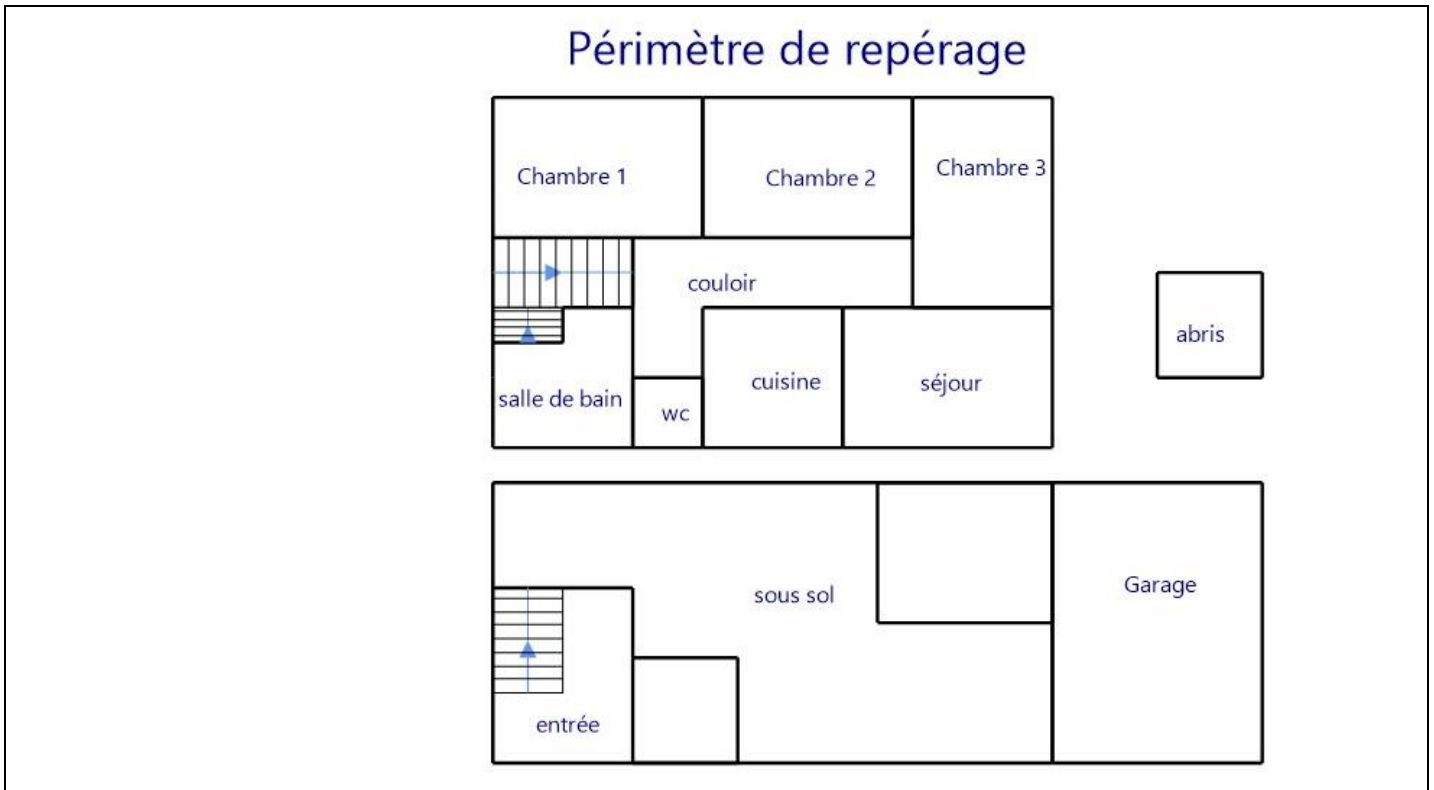 Périmètre de repérage
Chambre 1
Chambre 2
Chambre 3
couloir
abris
salle de bain
wc
cuisine
séjour
sous sol
Garage
entrée